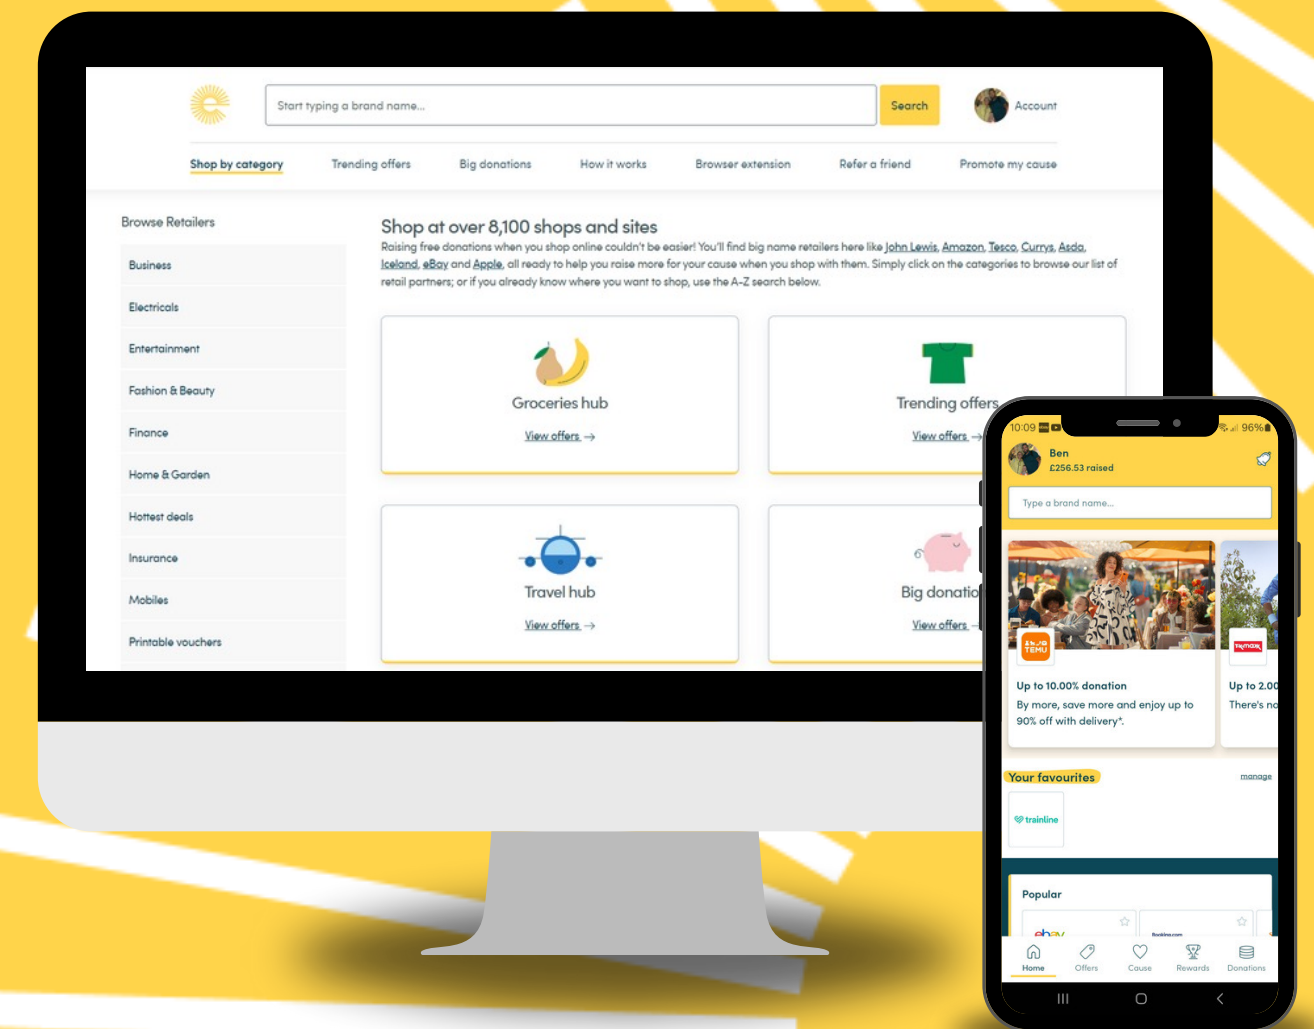 e
Start typing a brand name...
Search
Account
Shop by category
Trending offers
Big donations
How it works
Browser extension
Refer a friend
Promote my cause
Browse Retailers
Business
Electricals
Entertainment
Fashion & Beauty
Finance
Home & Garden
Hottest deals
Insurance
Mobiles
Printable vouchers
Shop at over 8,100 shops and sites
Raising free donations when you shop online couldn't be easier! You'll find big name retailers here like John Lewis, Amazon, Tesco, Currys, Asda,
Iceland, eBay and Apple, all ready to help you raise more for your cause when you shop with them. Simply click on the categories to browse our list of
retail partners; or if you already know where you want to shop, use the A-Z search below.
Groceries hub
View offers →
Trending offers
View offers →
Travel hub
View offers →
Big donatio
View offers
10:09
96%
Ben
£256.53 raised
Type a brand name...
TEMU
Up to 10.00% donation
By more, save more and enjoy up to
90% off with delivery*.
TK maxx
Up to 2.00
There's no
Your favourites
manage
trainline
Popular
ebay
Booking.com
Home
Offers
Cause
Rewards
Donations